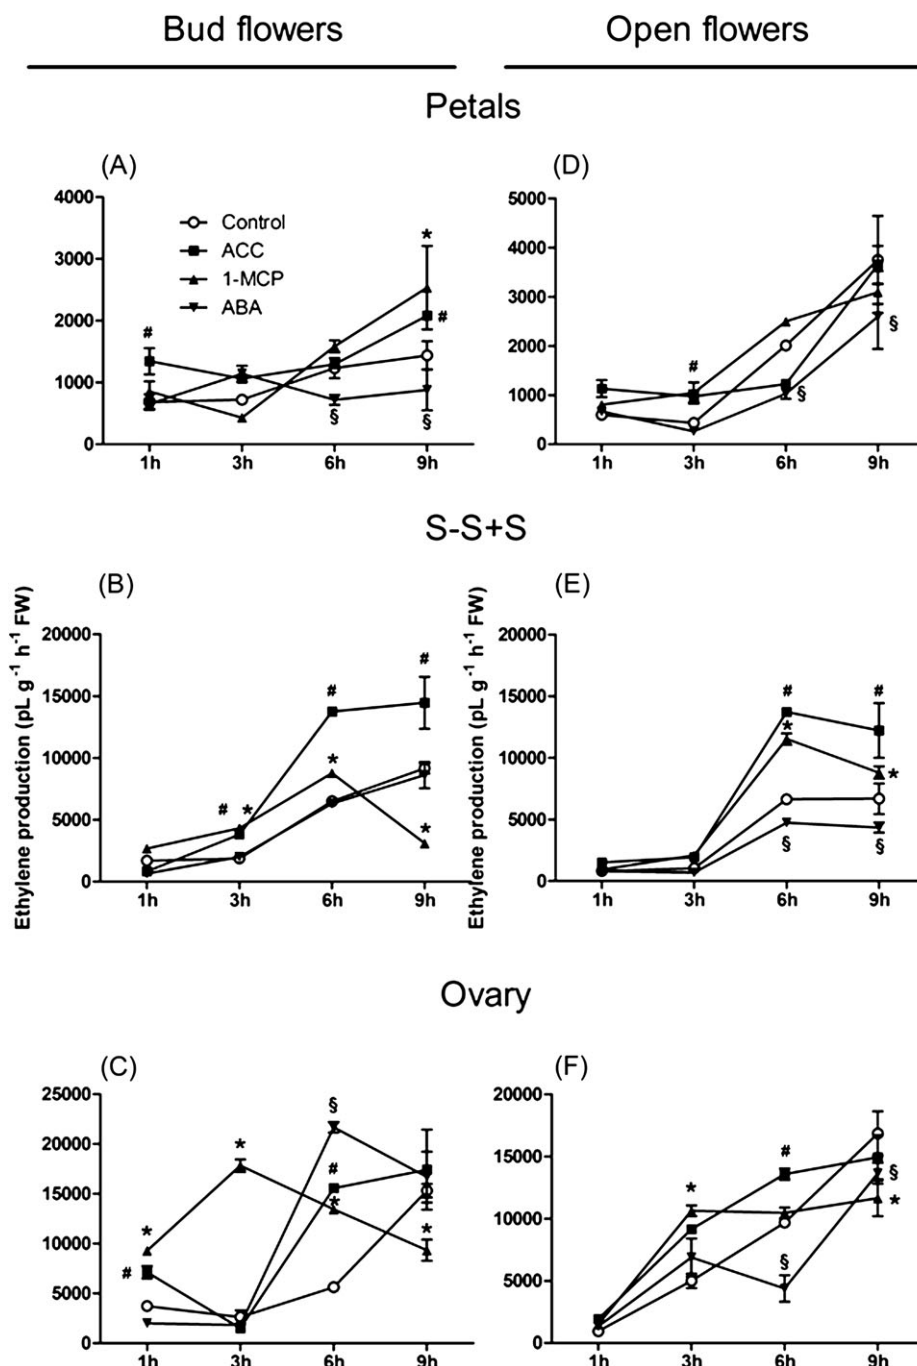 Bud flowers
Open flowers
Petals
(A)
4000
3000
2000
1000
0
Control
ACC
1-MCP
ABA
#
*
#
§
§
1h
3h
6h
9h
(D)
5000
4000
3000
2000
1000
0
#
§
§
1h
3h
6h
9h
S-S+S
(B)
Ethylene production (pL g⁻¹ h⁻¹ FW)
20000
15000
10000
5000
0
#
*
#
*
#
*
1h
3h
6h
9h
(E)
Ethylene production (pL g⁻¹ h⁻¹ FW)
20000
15000
10000
5000
0
#
*
§
#
*
§
1h
3h
6h
9h
Ovary
(C)
25000
20000
15000
10000
5000
0
*
#
*
§
#
*
*
1h
3h
6h
9h
(F)
20000
15000
10000
5000
0
*
#
§
§
*
1h
3h
6h
9h